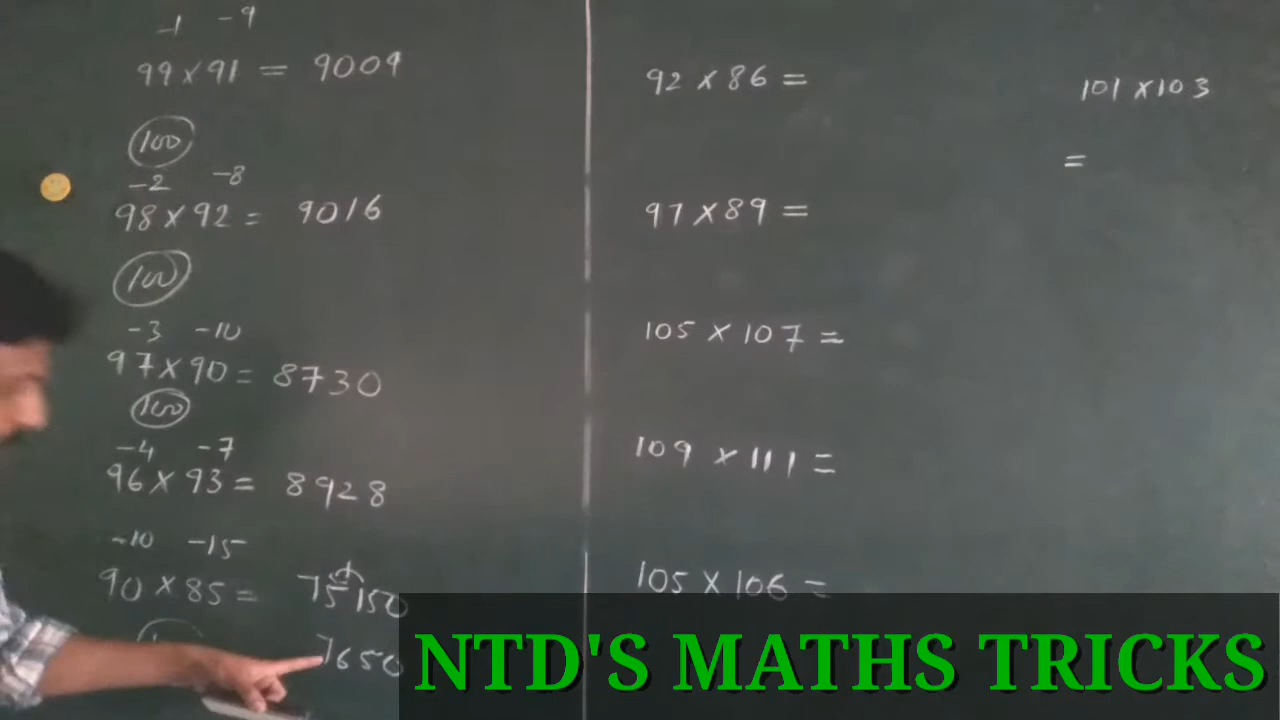 -1 -9
99 × 91 = 9009
100
-2 -8
98 × 92 = 9016
100
-3 -10
97 × 90 = 8730
100
-4 -7
96 × 93 = 8928
-10 -15
90 × 85 = 75 150
7650
92 × 86 =
97 × 89 =
105 × 107 =
109 × 111 =
105 × 106 =
101 × 103
=
NTD'S MATHS TRICKS